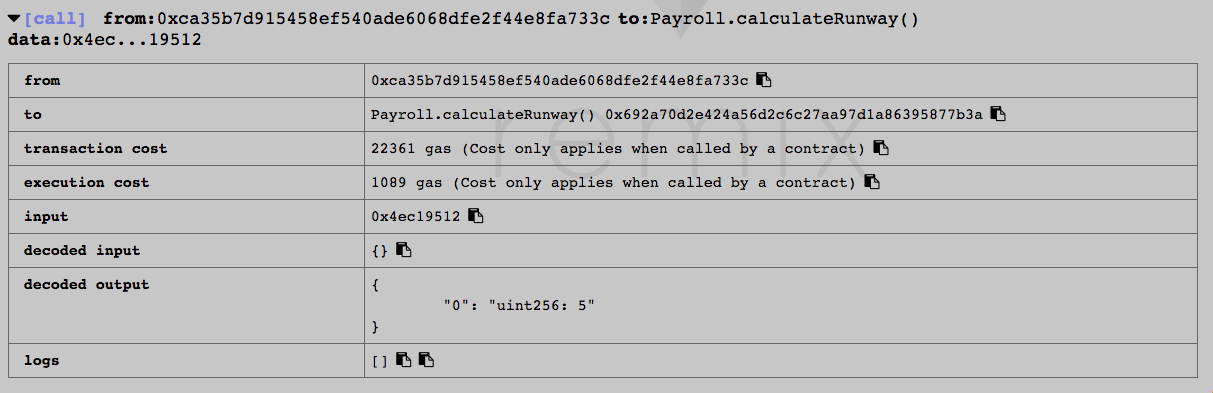 [call] from:0xca35b7d915458ef540ade6068dfe2f44e8fa733c to:Payroll.calculateRunway()
data:0x4ec...19512
from 0xca35b7d915458ef540ade6068dfe2f44e8fa733c
to Payroll.calculateRunway() 0x692a70d2e424a56d2c6c27aa97d1a86395877b3a
transaction cost 22361 gas (Cost only applies when called by a contract)
execution cost 1089 gas (Cost only applies when called by a contract)
input 0x4ec19512
decoded input {}
decoded output {
"0": "uint256: 5"
}
logs []
remix